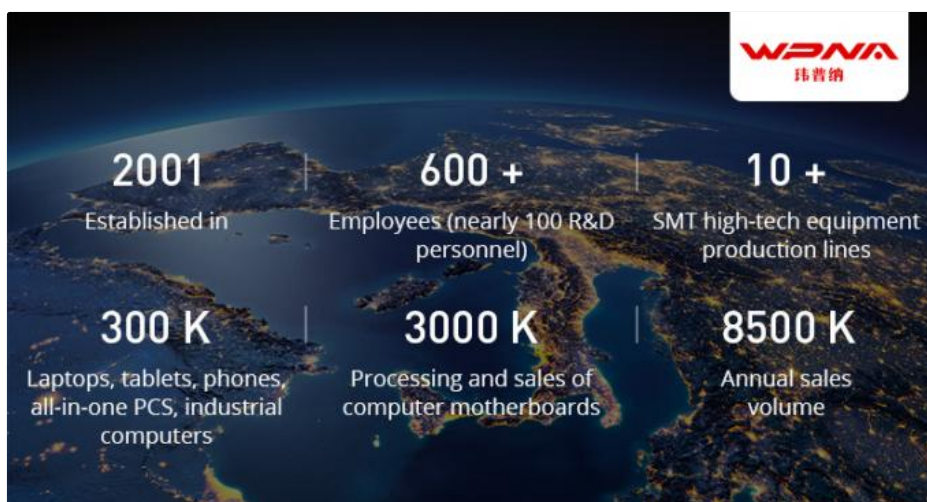 WPNA
玮普纳
2001
Established in
600 +
Employees (nearly 100 R&D
personnel)
10 +
SMT high-tech equipment
production lines
300 K
Laptops, tablets, phones,
all-in-one PCS, industrial
computers
3000 K
Processing and sales of
computer motherboards
8500 K
Annual sales
volume